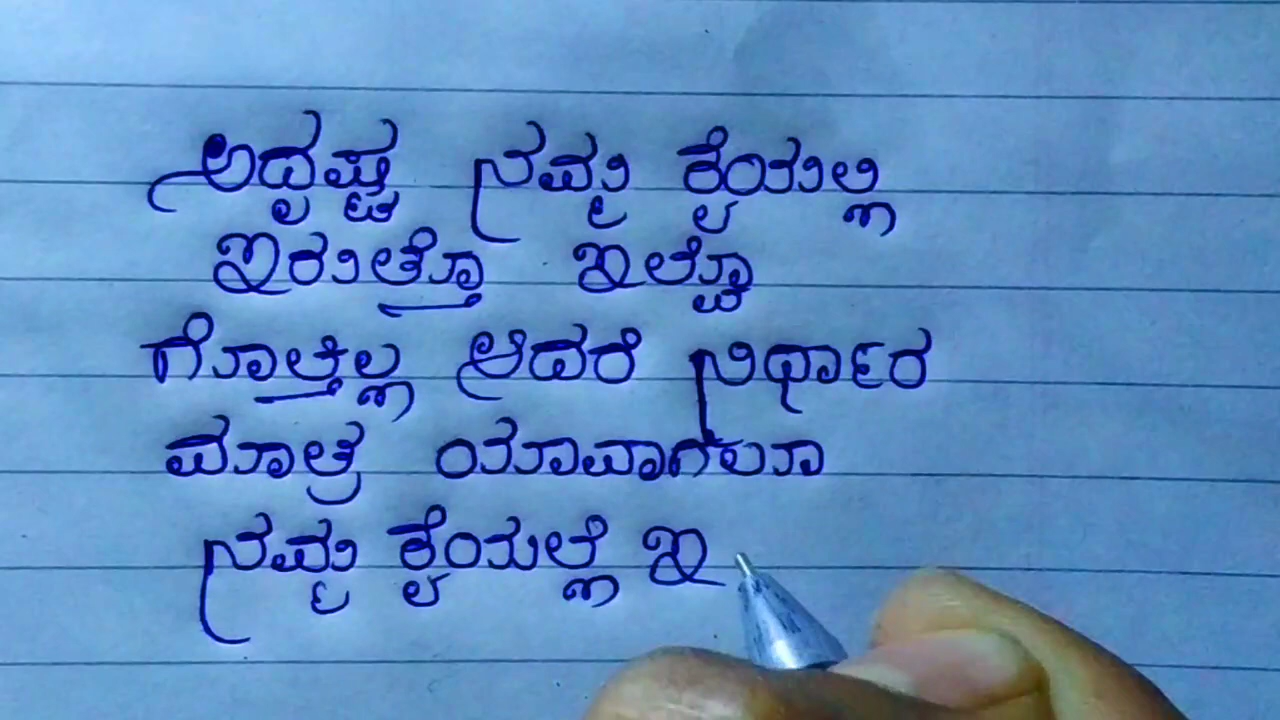 ಅದೃಷ್ಟ ನಮ್ಮ ಕೈಯಲ್ಲಿ
ಇರುತ್ತೊ ಇಲ್ವೊ
ಗೊತ್ತಿಲ್ಲ ಆದರೆ ನಿರ್ಧಾರ
ಮಾತ್ರ ಯಾವಾಗಲೂ
ನಮ್ಮ ಕೈಯಲ್ಲೆ ಇ